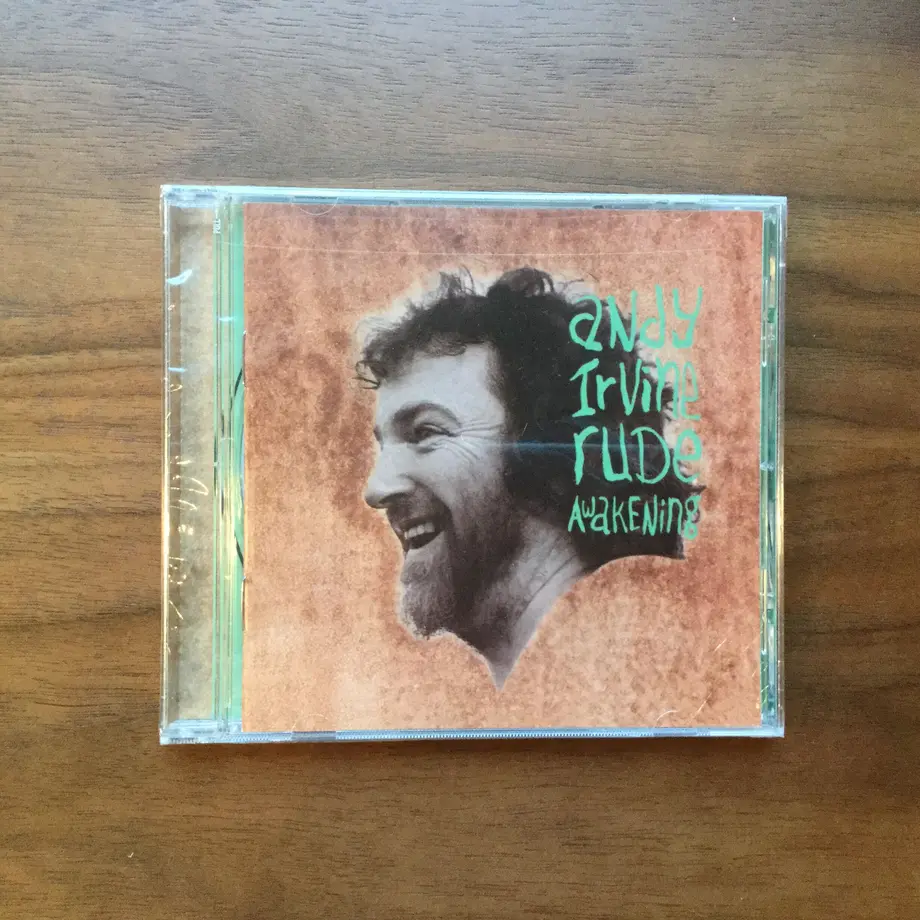 andy
Irvine
rude
AwaKENing